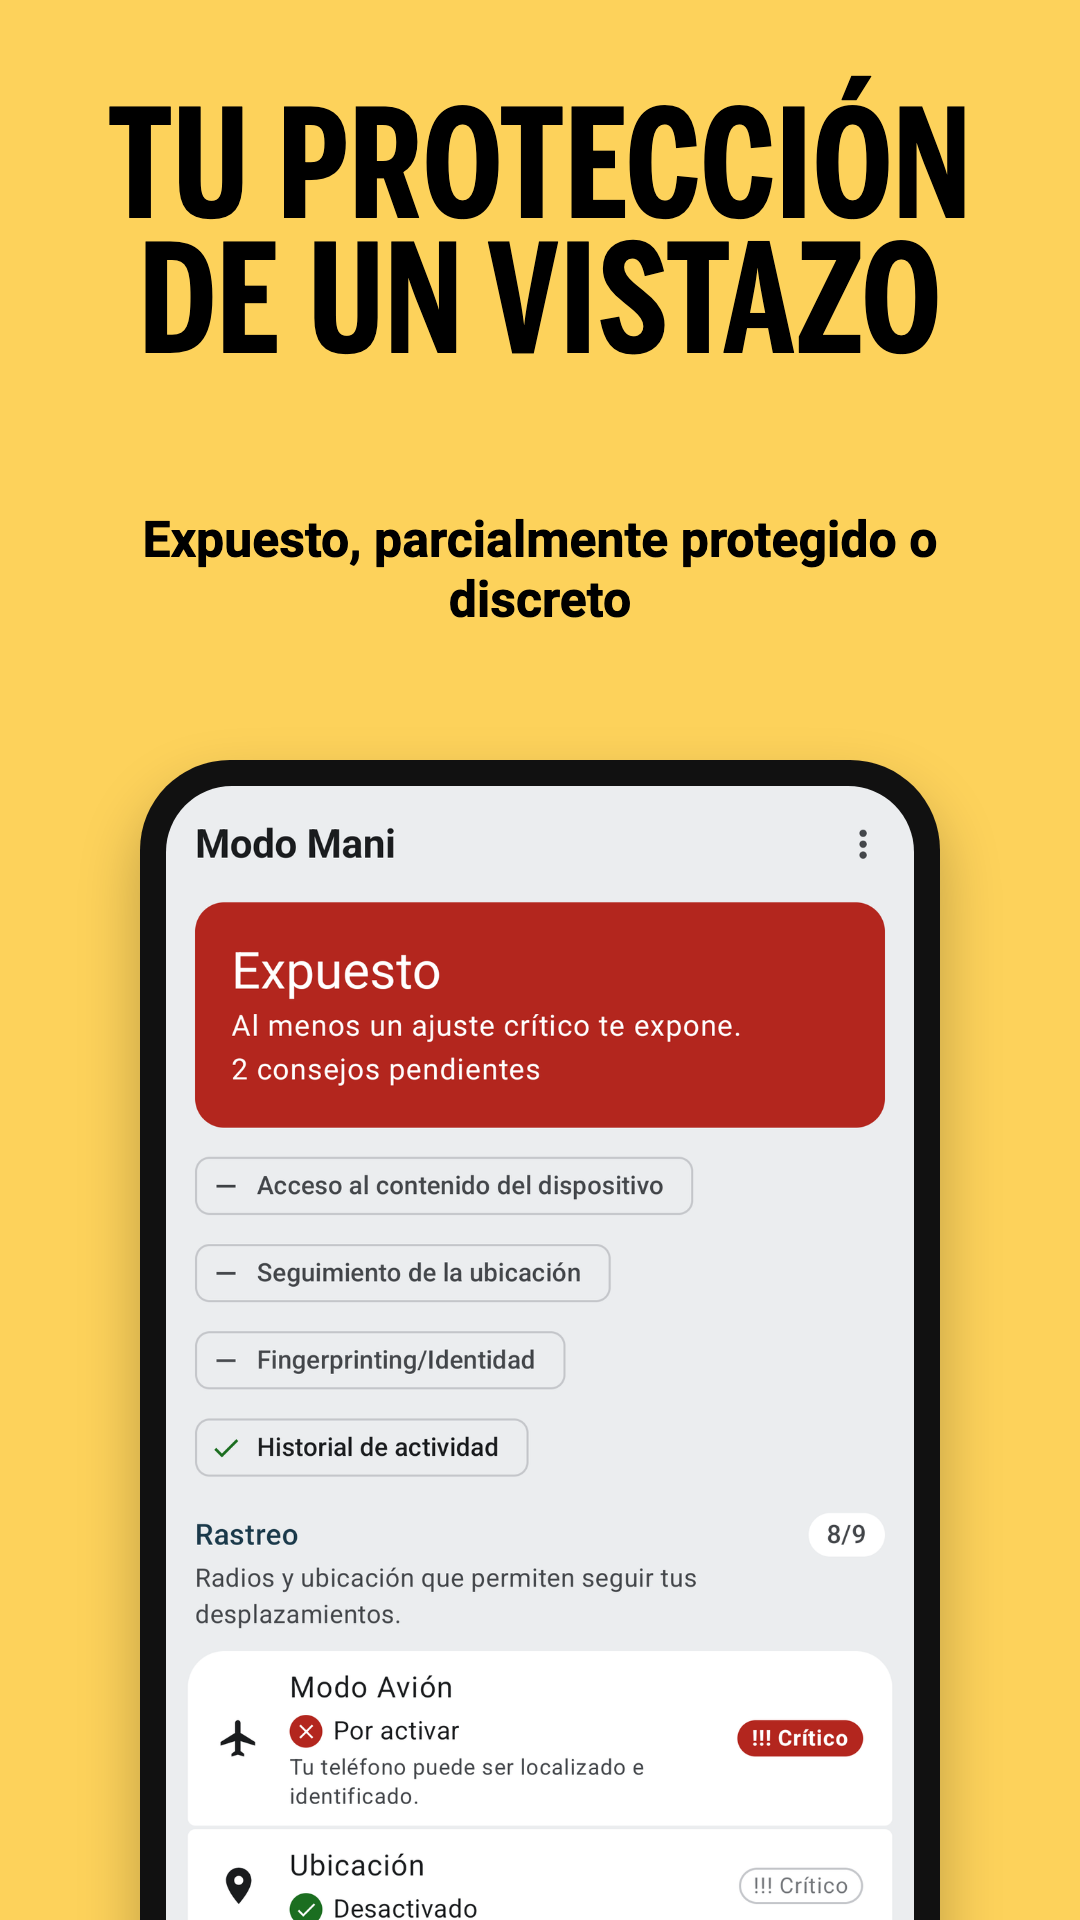 TU PROTECCIÓN
DE UN VISTAZO
Expuesto, parcialmente protegido o
discreto
Modo Mani
Expuesto
Al menos un ajuste crítico te expone.
2 consejos pendientes
Acceso al contenido del dispositivo
Seguimiento de la ubicación
Fingerprinting/Identidad
Historial de actividad
Rastreo
8/9
Radios y ubicación que permiten seguir tus
desplazamientos.
Modo Avión
Por activar
!!! Crítico
Tu teléfono puede ser localizado e
identificado.
Ubicación
!!! Crítico
Desactivado